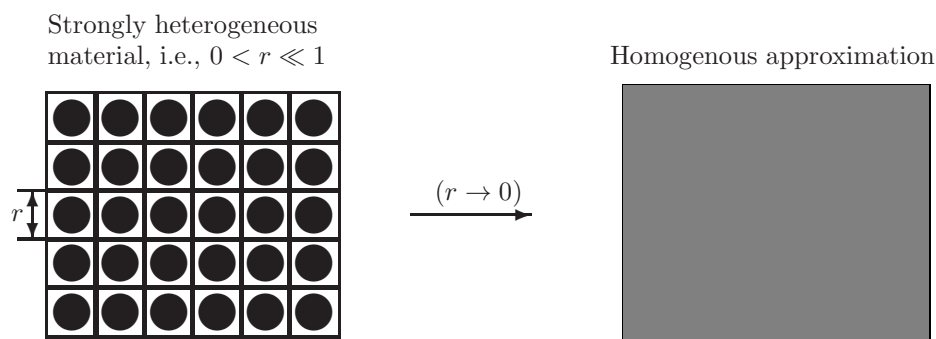 Strongly heterogeneous
material, i.e., 0 < r ≪ 1
Homogenous approximation
r
(r → 0)